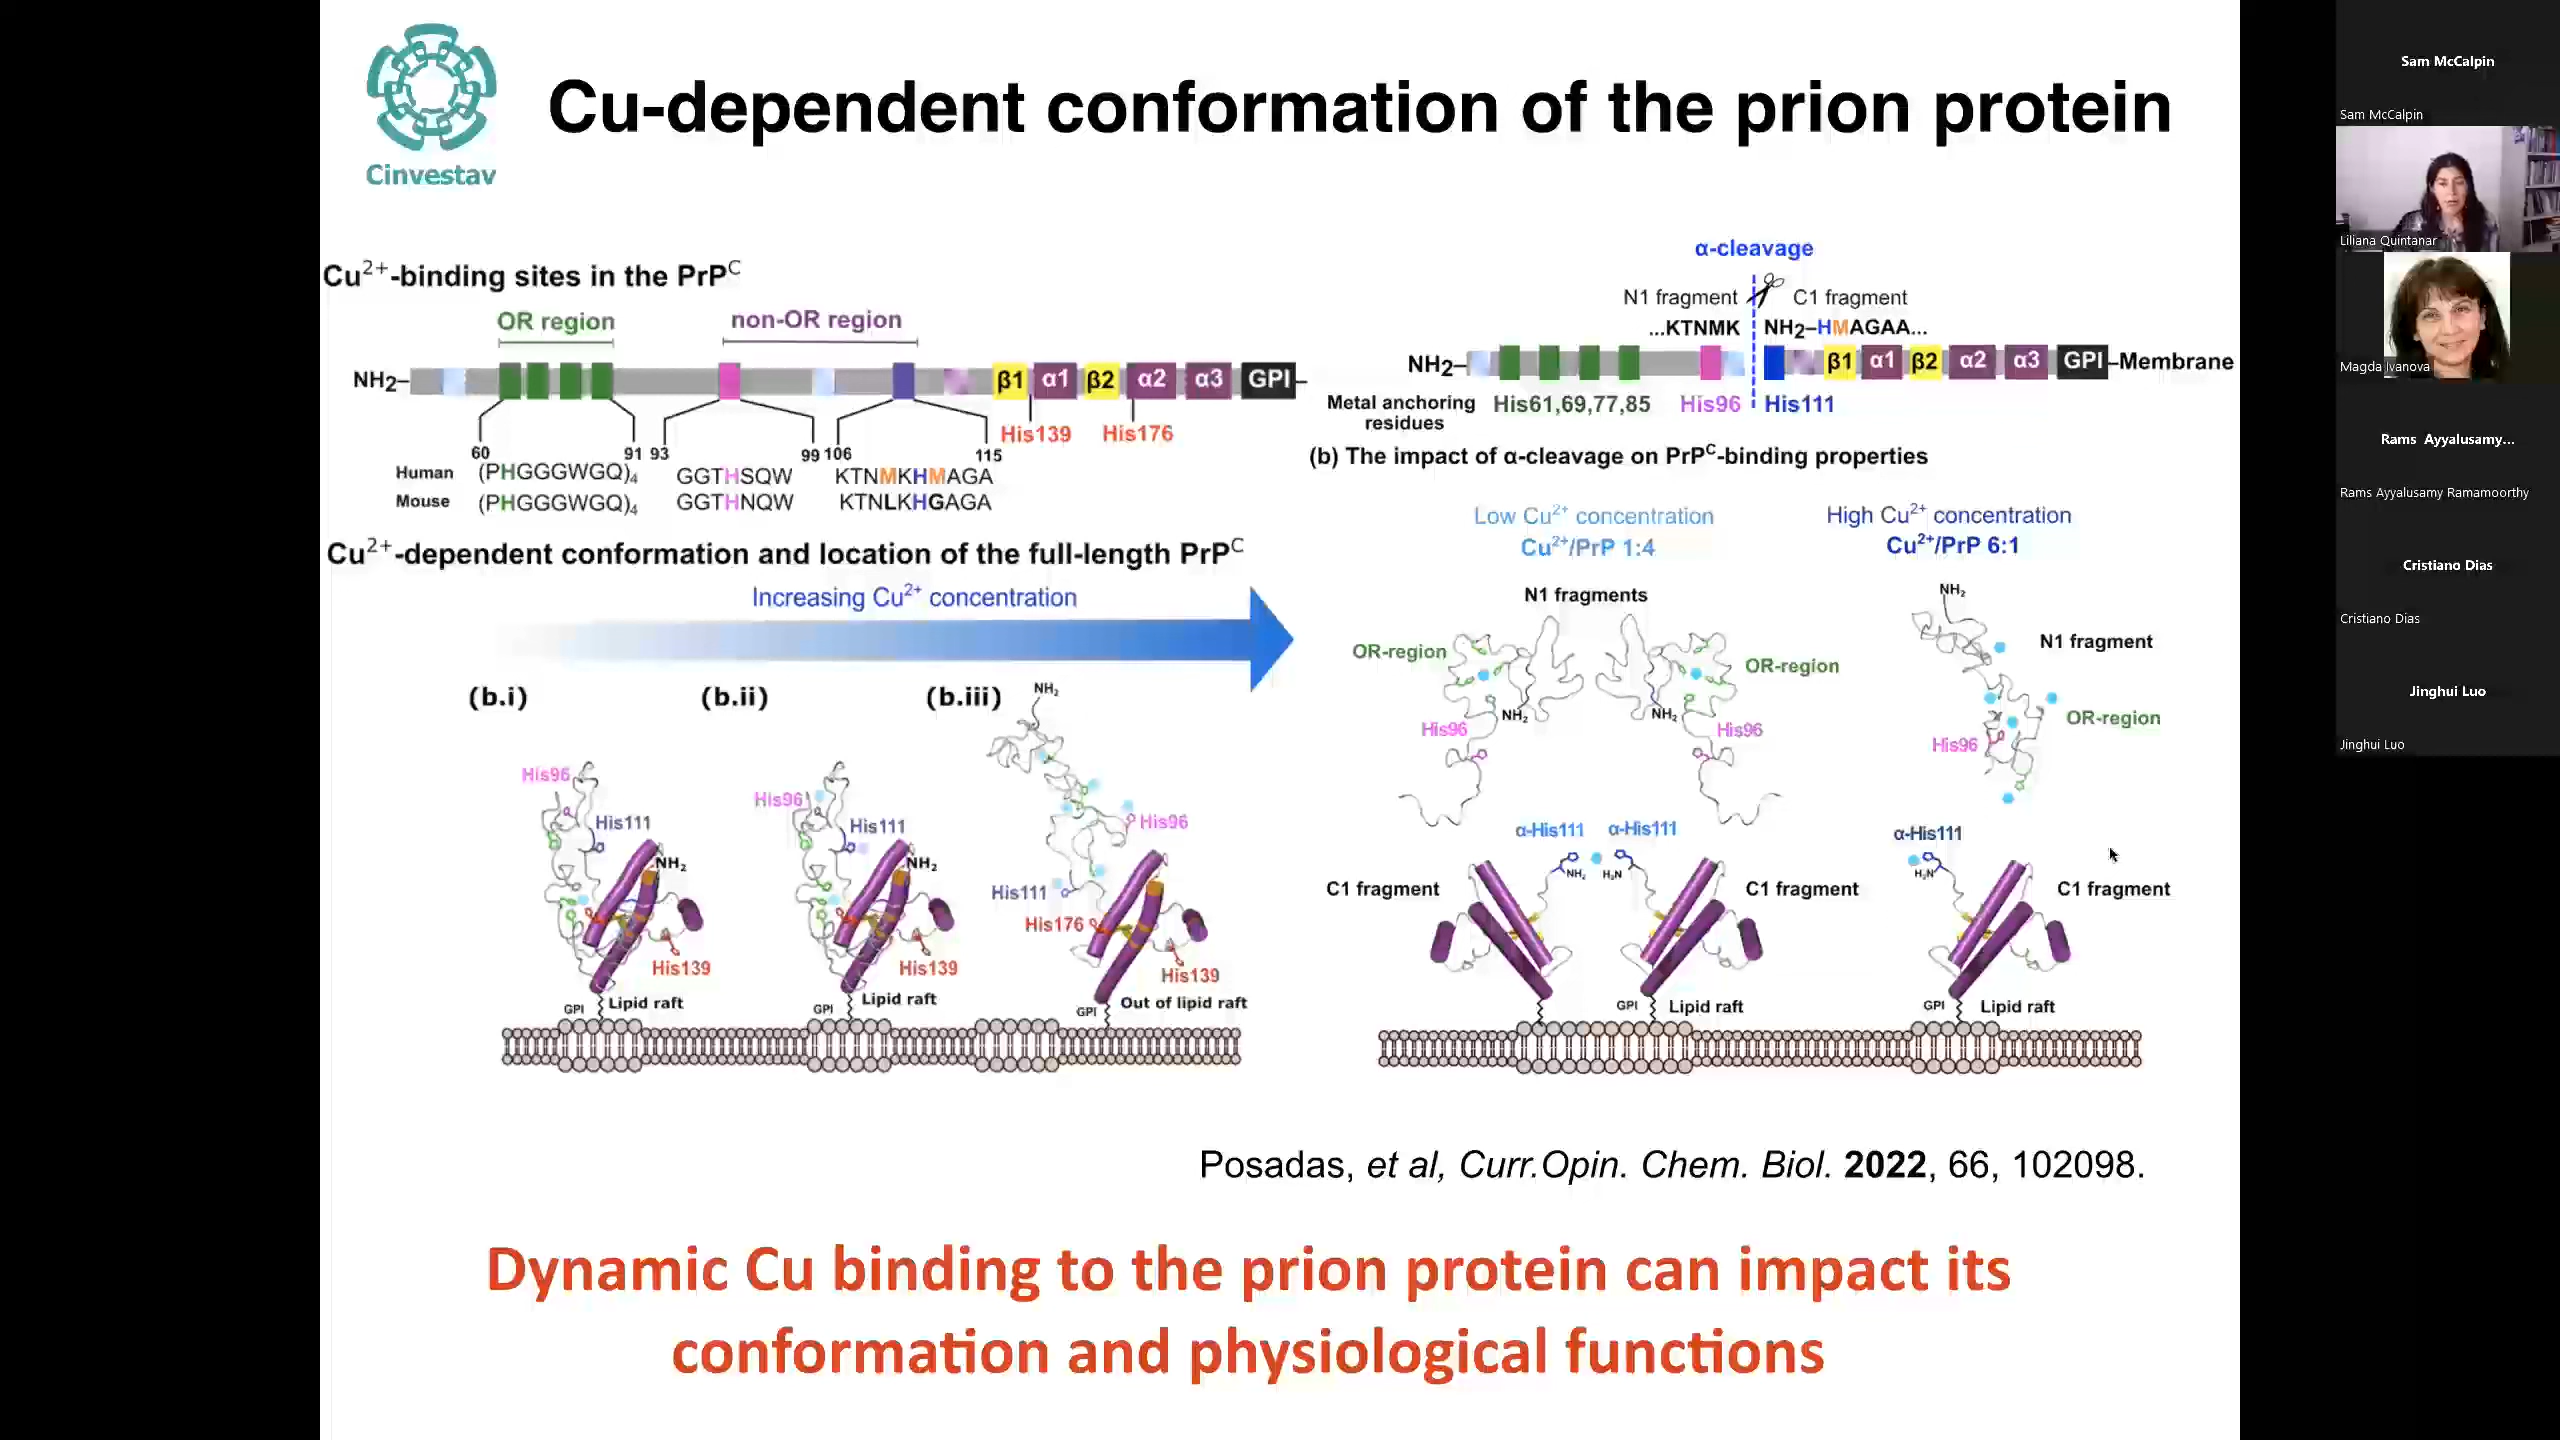 Cinvestav
Cu-dependent conformation of the prion protein
Cu²⁺-binding sites in the PrPᶜ
OR region
non-OR region
NH₂–
β1
α1
β2
α2
α3
GPI
His139
His176
60
91
93
99
106
115
Human
(PHGGGWGQ)₄
GGTHSQW
KTNMKHMAGA
Mouse
(PHGGGWGQ)₄
GGTHNQW
KTNLKHGAGA
Cu²⁺-dependent conformation and location of the full-length PrPᶜ
Increasing Cu²⁺ concentration
(b.i)
(b.ii)
(b.iii)
His96
His111
NH₂
His139
GPI
Lipid raft
His96
His111
NH₂
His139
GPI
Lipid raft
NH₂
His96
His111
His176
His139
GPI
Out of lipid raft
α-cleavage
N1 fragment
C1 fragment
...KTNMK
NH₂–HMAGAA...
NH₂–
β1
α1
β2
α2
α3
GPI
–Membrane
Metal anchoring
residues
His61,69,77,85
His96
His111
(b) The impact of α-cleavage on PrPᶜ-binding properties
Low Cu²⁺ concentration
Cu²⁺/PrP 1:4
High Cu²⁺ concentration
Cu²⁺/PrP 6:1
N1 fragments
OR-region
NH₂
His96
OR-region
NH₂
His96
NH₂
N1 fragment
OR-region
His96
α-His111
α-His111
NH₂
H₂N
C1 fragment
C1 fragment
GPI
Lipid raft
α-His111
H₂N
C1 fragment
GPI
Lipid raft
Posadas, et al, Curr.Opin. Chem. Biol. 2022, 66, 102098.
Dynamic Cu binding to the prion protein can impact its
conformation and physiological functions
Sam McCalpin
Sam McCalpin
Liliana Quintanar
Magda Ivanova
Rams Ayyalusamy...
Rams Ayyalusamy Ramamoorthy
Cristiano Dias
Cristiano Dias
Jinghui Luo
Jinghui Luo